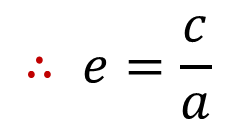 ∴ e = c/a